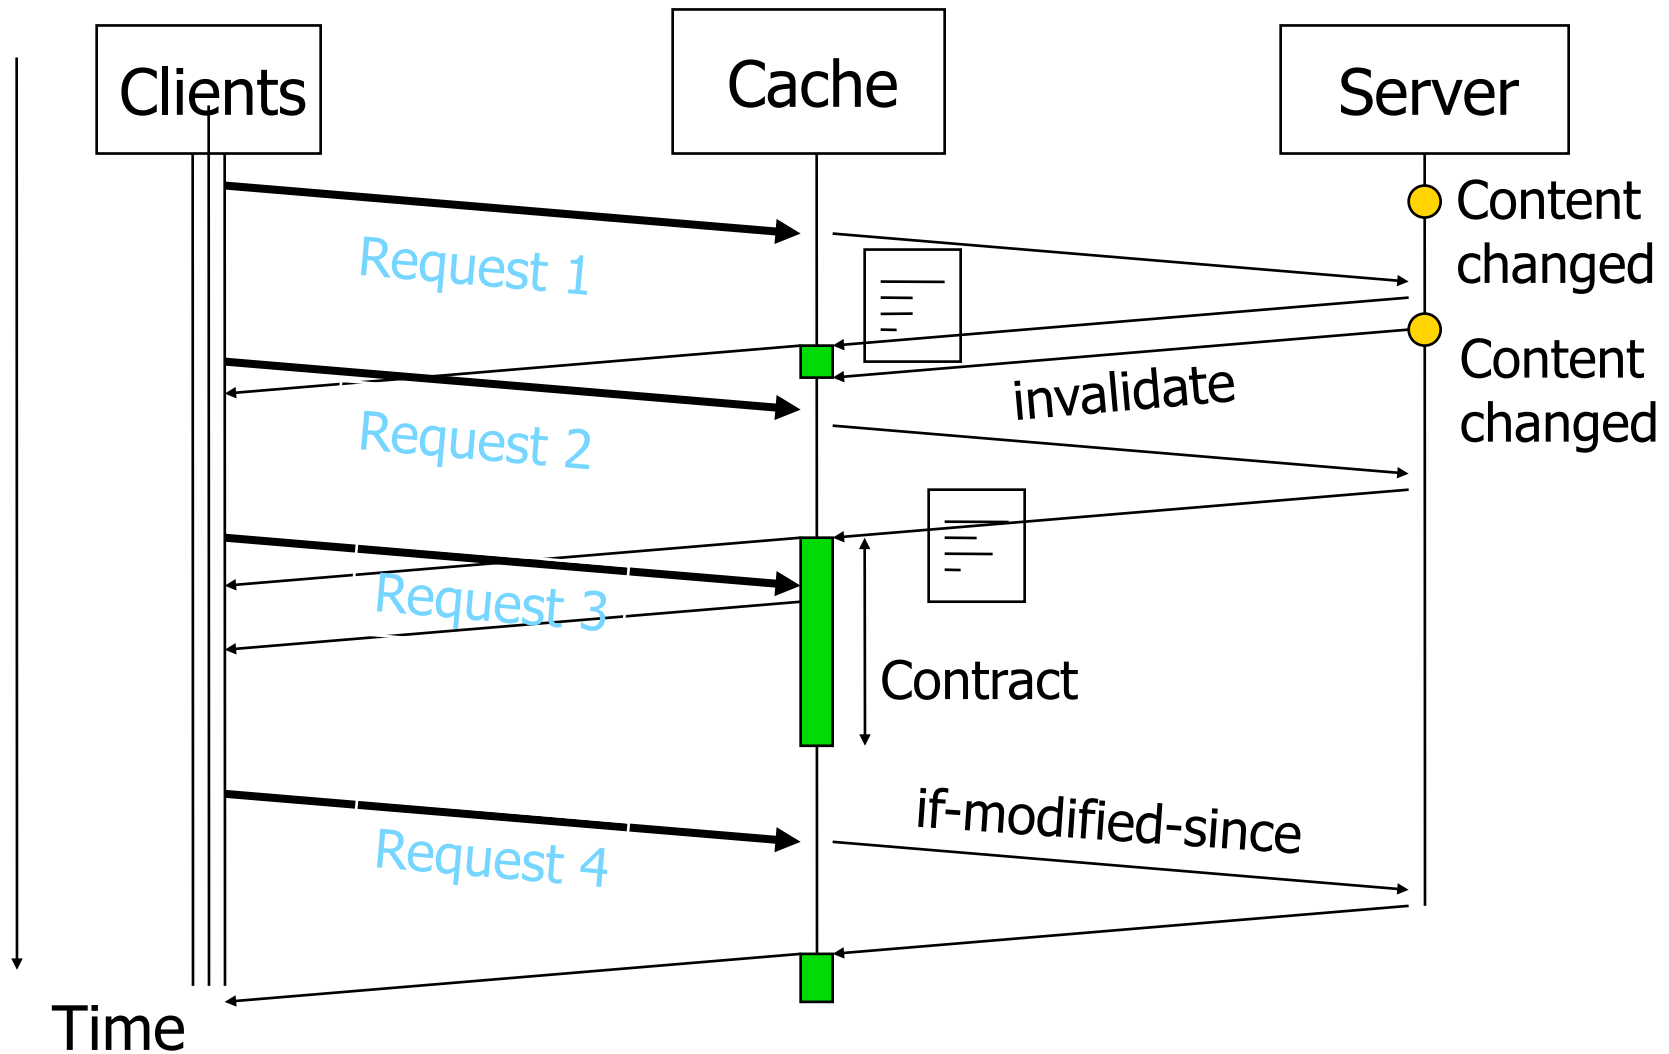 Clients
Cache
Server
Content
changed
Request 1
Content
changed
invalidate
Request 2
Request 3
Contract
if-modified-since
Request 4
Time